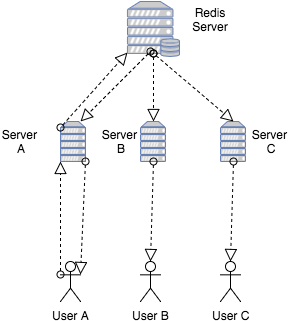 Redis
Server
Server
A
Server
B
Server
C
User A
User B
User C